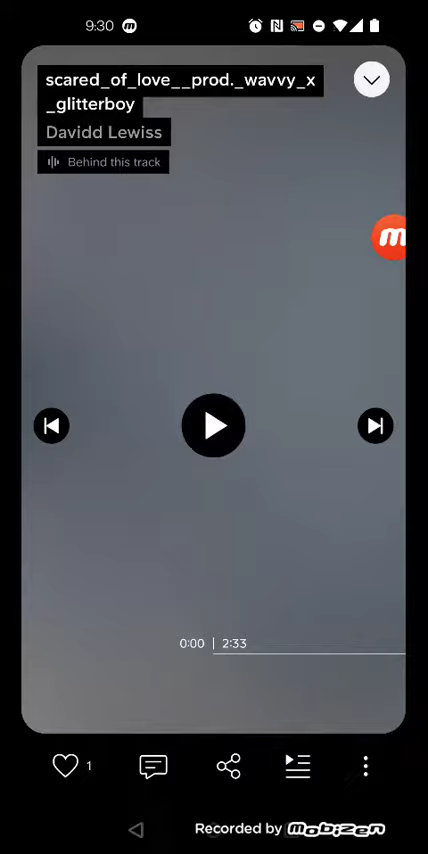 9:30
scared_of_love__prod._wavvy_x
_glitterboy
Davidd Lewiss
Behind this track
0:00 | 2:33
1
Recorded by mobizen